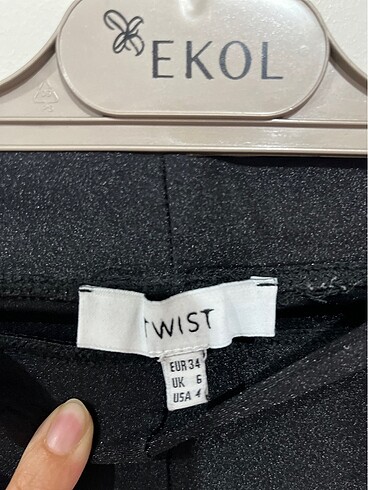 EKOL
TWIST
EUR 34
UK 6
USA 4